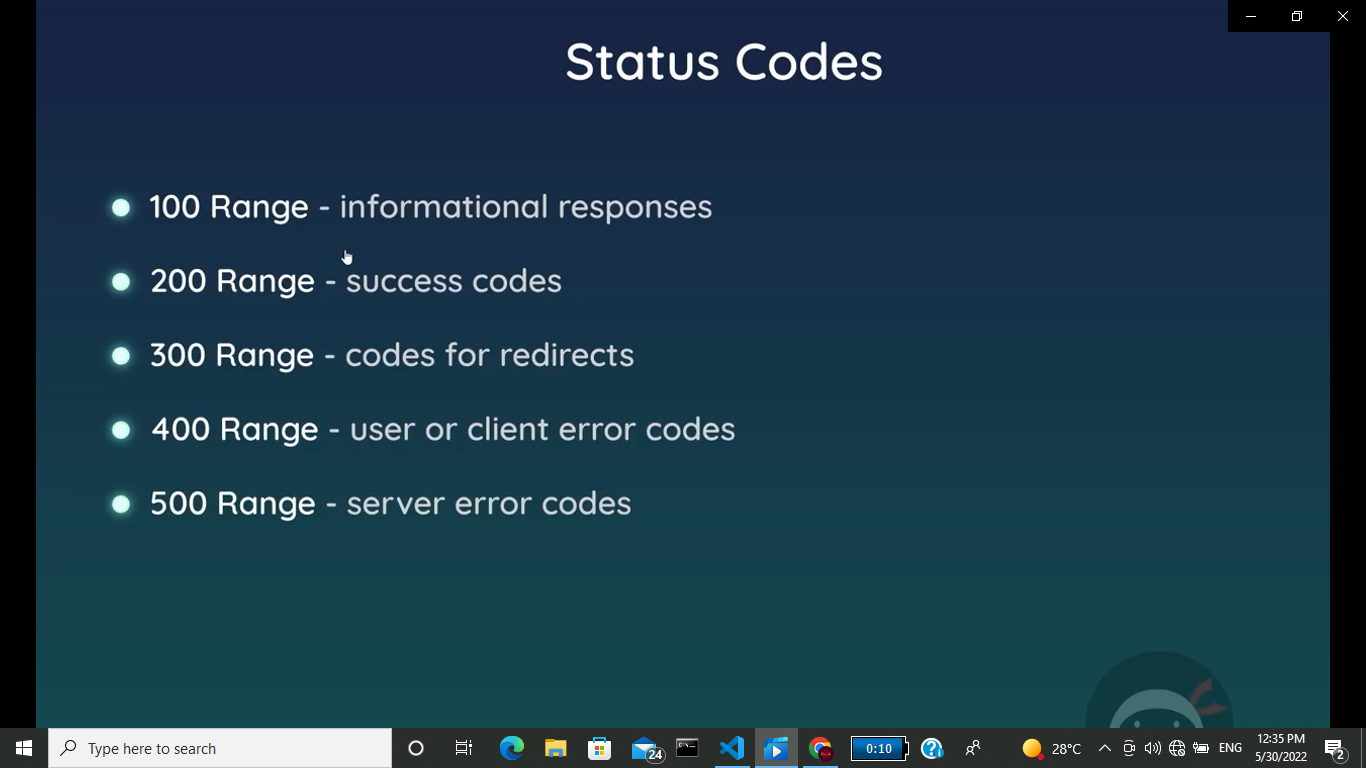 Status Codes
100 Range - informational responses
200 Range - success codes
300 Range - codes for redirects
400 Range - user or client error codes
500 Range - server error codes
Type here to search
24
0:10
28°C
ENG
12:35 PM
5/30/2022
2